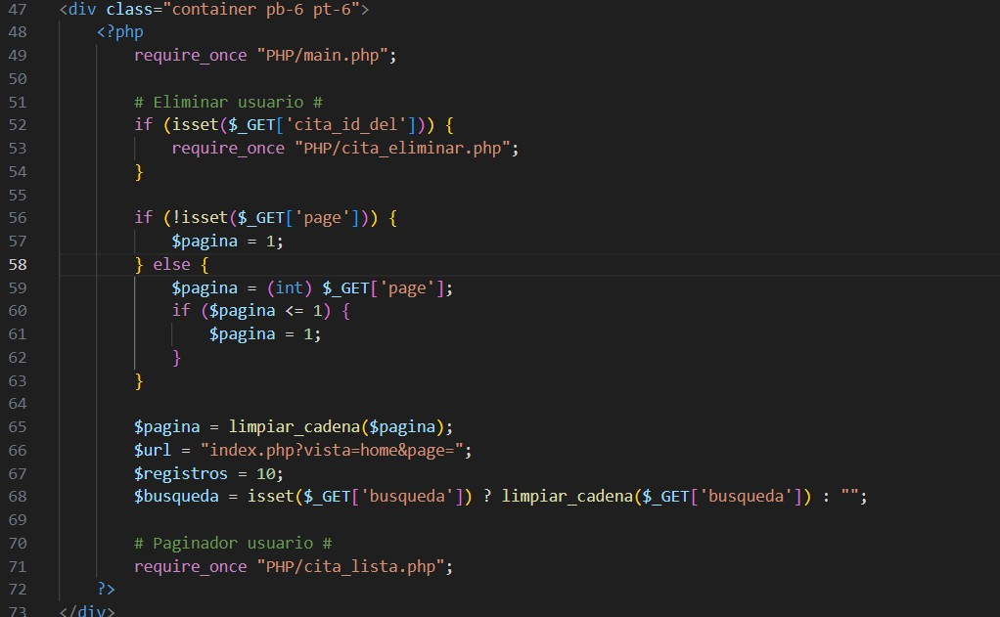 47 <div class="container pb-6 pt-6">
48 <?php
49 require_once "PHP/main.php";
50
51 # Eliminar usuario #
52 if (isset($_GET['cita_id_del'])) {
53 require_once "PHP/cita_eliminar.php";
54 }
55
56 if (!isset($_GET['page'])) {
57 $pagina = 1;
58 } else {
59 $pagina = (int) $_GET['page'];
60 if ($pagina <= 1) {
61 $pagina = 1;
62 }
63 }
64
65 $pagina = limpiar_cadena($pagina);
66 $url = "index.php?vista=home&page=";
67 $registros = 10;
68 $busqueda = isset($_GET['busqueda']) ? limpiar_cadena($_GET['busqueda']) : "";
69
70 # Paginador usuario #
71 require_once "PHP/cita_lista.php";
72 ?>
73 </div>